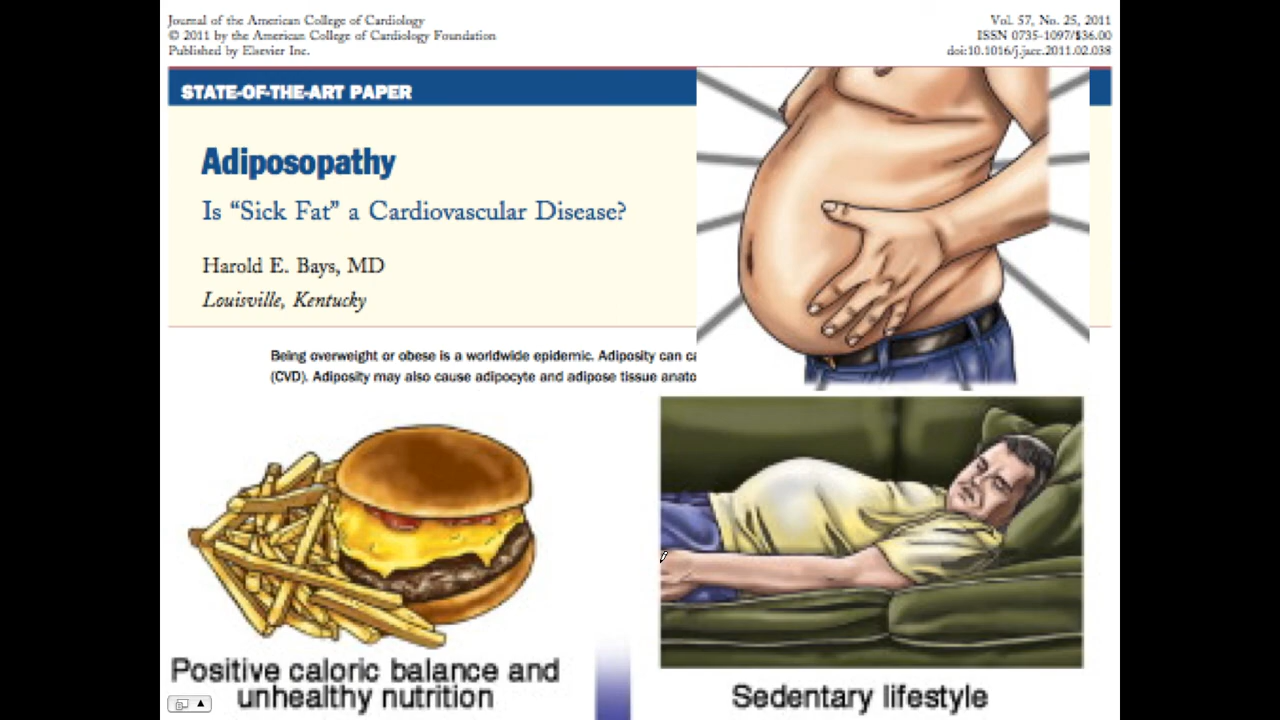 Journal of the American College of Cardiology
© 2011 by the American College of Cardiology Foundation
Published by Elsevier Inc.
Vol. 57, No. 25, 2011
ISSN 0735-1097/$36.00
doi:10.1016/j.jacc.2011.02.038
STATE-OF-THE-ART PAPER
Adiposopathy
Is “Sick Fat” a Cardiovascular Disease?
Harold E. Bays, MD
Louisville, Kentucky
Being overweight or obese is a worldwide epidemic. Adiposity can
(CVD). Adiposity may also cause adipocyte and adipose tissue
Positive caloric balance and
unhealthy nutrition
Sedentary lifestyle